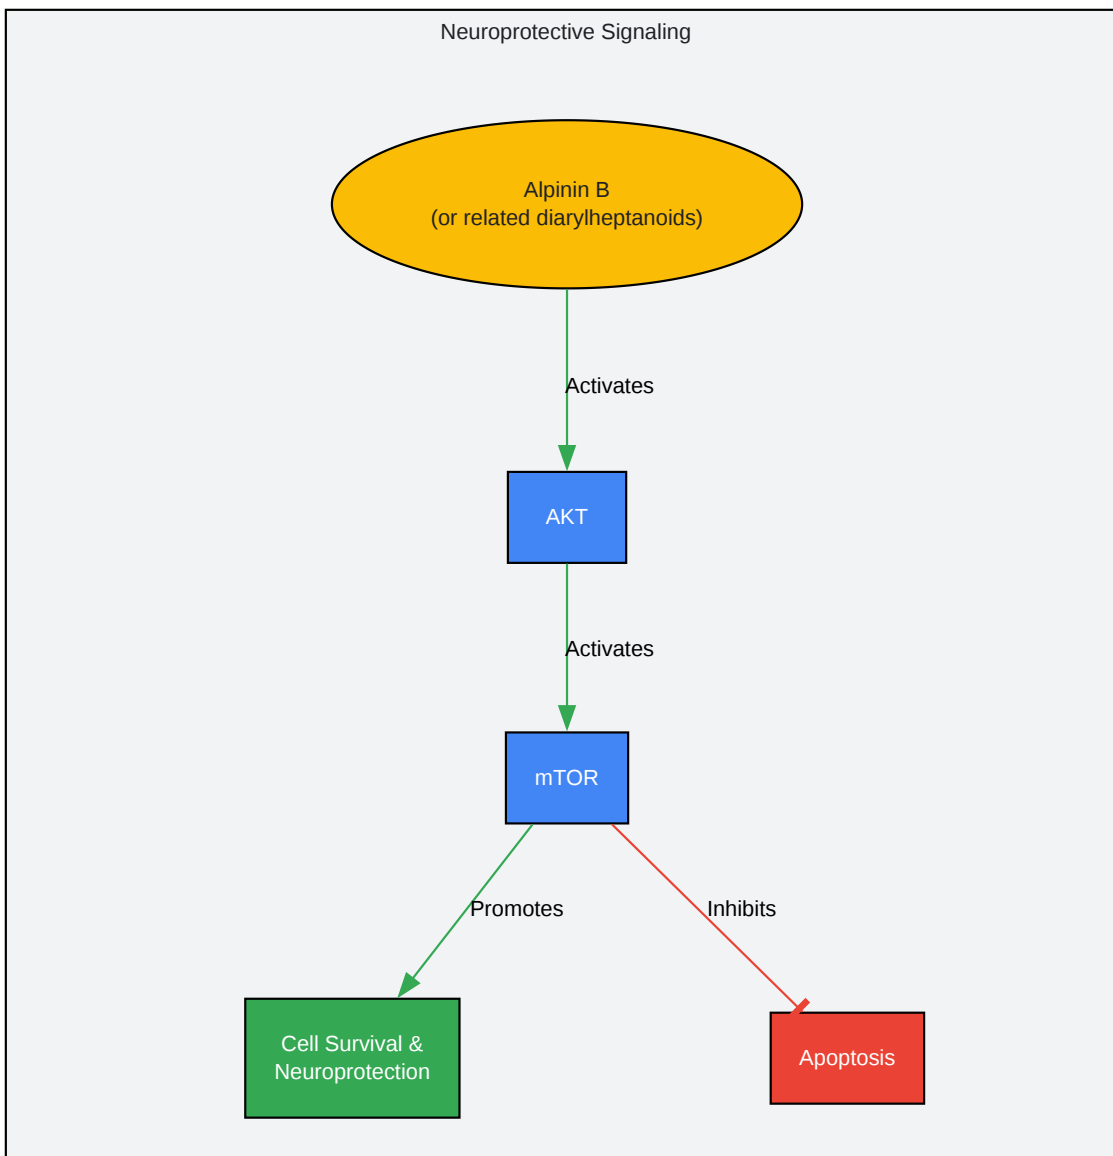 Neuroprotective Signaling
Alpinin B
(or related diarylheptanoids)
Activates
AKT
Activates
mTOR
Promotes
Inhibits
Cell Survival &
Neuroprotection
Apoptosis